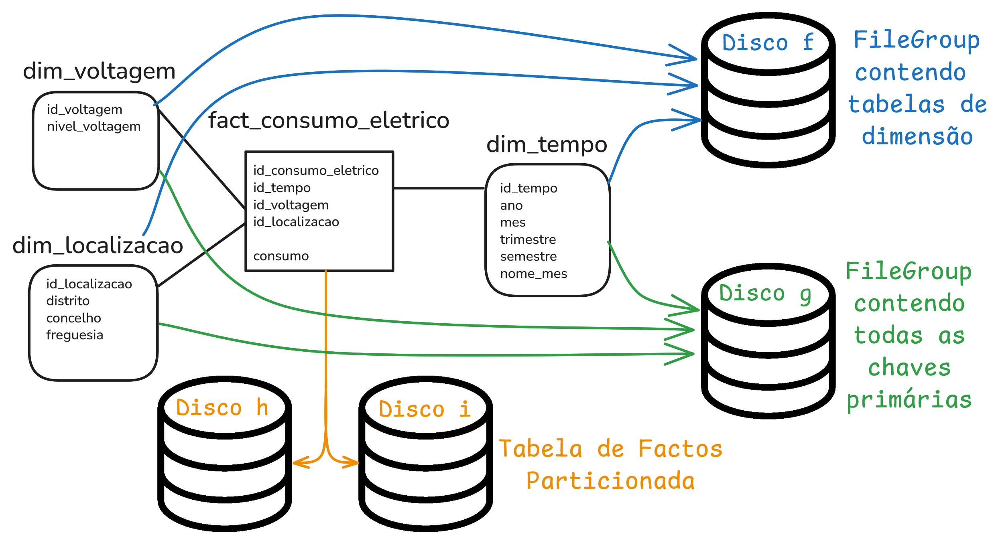 dim_voltagem
id_voltagem
nivel_voltagem
dim_localizacao
id_localizacao
distrito
concelho
freguesia
fact_consumo_eletrico
id_consumo_eletrico
id_tempo
id_voltagem
id_localizacao
consumo
dim_tempo
id_tempo
ano
mes
trimestre
semestre
nome_mes
Disco f
FileGroup
contendo
tabelas de
dimensão
Disco g
FileGroup
contendo
todas as
chaves
primárias
Disco h
Disco i
Tabela de Factos
Particionada